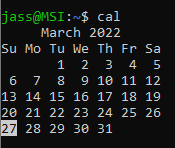 jass@MSI:~$ cal
     March 2022
Su Mo Tu We Th Fr Sa
       1  2  3  4  5
 6  7  8  9 10 11 12
13 14 15 16 17 18 19
20 21 22 23 24 25 26
27 28 29 30 31